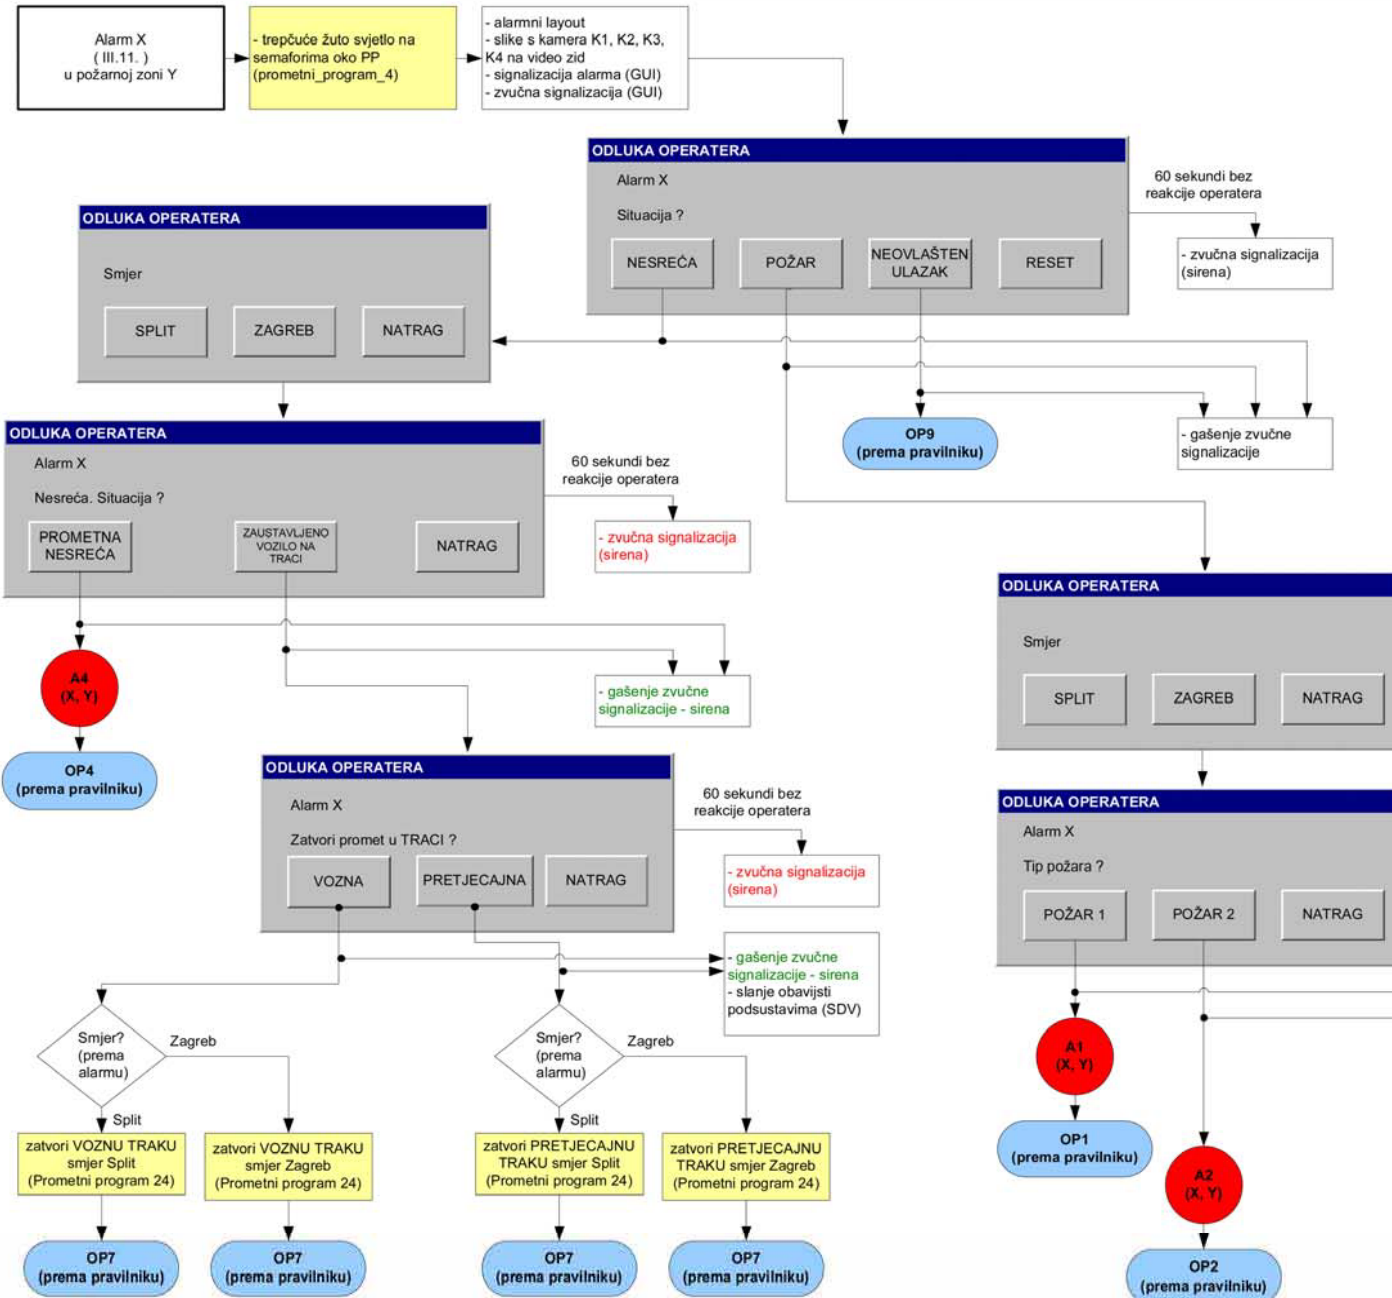 Alarm X
( III.11. )
u požarnoj zoni Y
- trepčuće žuto svjetlo na
semaforima oko PP
(prometni_program_4)
- alarmni layout
- slike s kamera K1, K2, K3,
K4 na video zid
- signalizacija alarma (GUI)
- zvučna signalizacija (GUI)
ODLUKA OPERATERA
Alarm X
Situacija ?
NESREĆA
POŽAR
NEOVLAŠTEN
ULAZAK
RESET
60 sekundi bez
reakcije operatera
- zvučna signalizacija
(sirena)
ODLUKA OPERATERA
Smjer
SPLIT
ZAGREB
NATRAG
OP9
(prema pravilniku)
- gašenje zvučne
signalizacije
ODLUKA OPERATERA
Alarm X
Nesreća. Situacija ?
PROMETNA
NESREĆA
ZAUSTAVLJENO
VOZILO NA
TRACI
NATRAG
60 sekundi bez
reakcije operatera
- zvučna signalizacija
(sirena)
A4
(X, Y)
OP4
(prema pravilniku)
- gašenje zvučne
signalizacije - sirena
ODLUKA OPERATERA
Smjer
SPLIT
ZAGREB
NATRAG
ODLUKA OPERATERA
Alarm X
Zatvori promet u TRACI ?
VOZNA
PRETJECAJNA
NATRAG
60 sekundi bez
reakcije operatera
- zvučna signalizacija
(sirena)
ODLUKA OPERATERA
Alarm X
Tip požara ?
POŽAR 1
POŽAR 2
NATRAG
- gašenje zvučne
signalizacije - sirena
- slanje obavijsti
podsustavima (SDV)
Smjer?
(prema
alarmu)
Zagreb
Split
Smjer?
(prema
alarmu)
Zagreb
Split
A1
(X, Y)
OP1
(prema pravilniku)
A2
(X, Y)
OP2
(prema pravilniku)
zatvori VOZNU TRAKU
smjer Split
(Prometni program 24)
zatvori VOZNU TRAKU
smjer Zagreb
(Prometni program 24)
zatvori PRETJECAJNU
TRAKU smjer Split
(Prometni program 24)
zatvori PRETJECAJNU
TRAKU smjer Zagreb
(Prometni program 24)
OP7
(prema pravilniku)
OP7
(prema pravilniku)
OP7
(prema pravilniku)
OP7
(prema pravilniku)